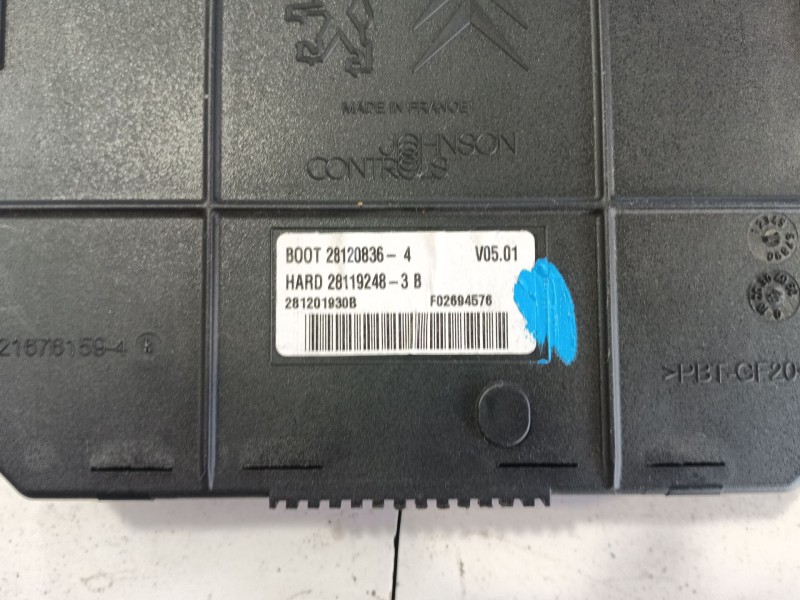 MADE IN FRANCE
JOHNSON
CONTROLS
BOOT 28120836-4 V05.01
HARD 28119248-3 B
281201930B F02694576
21676159-4
>PBT-GF20<